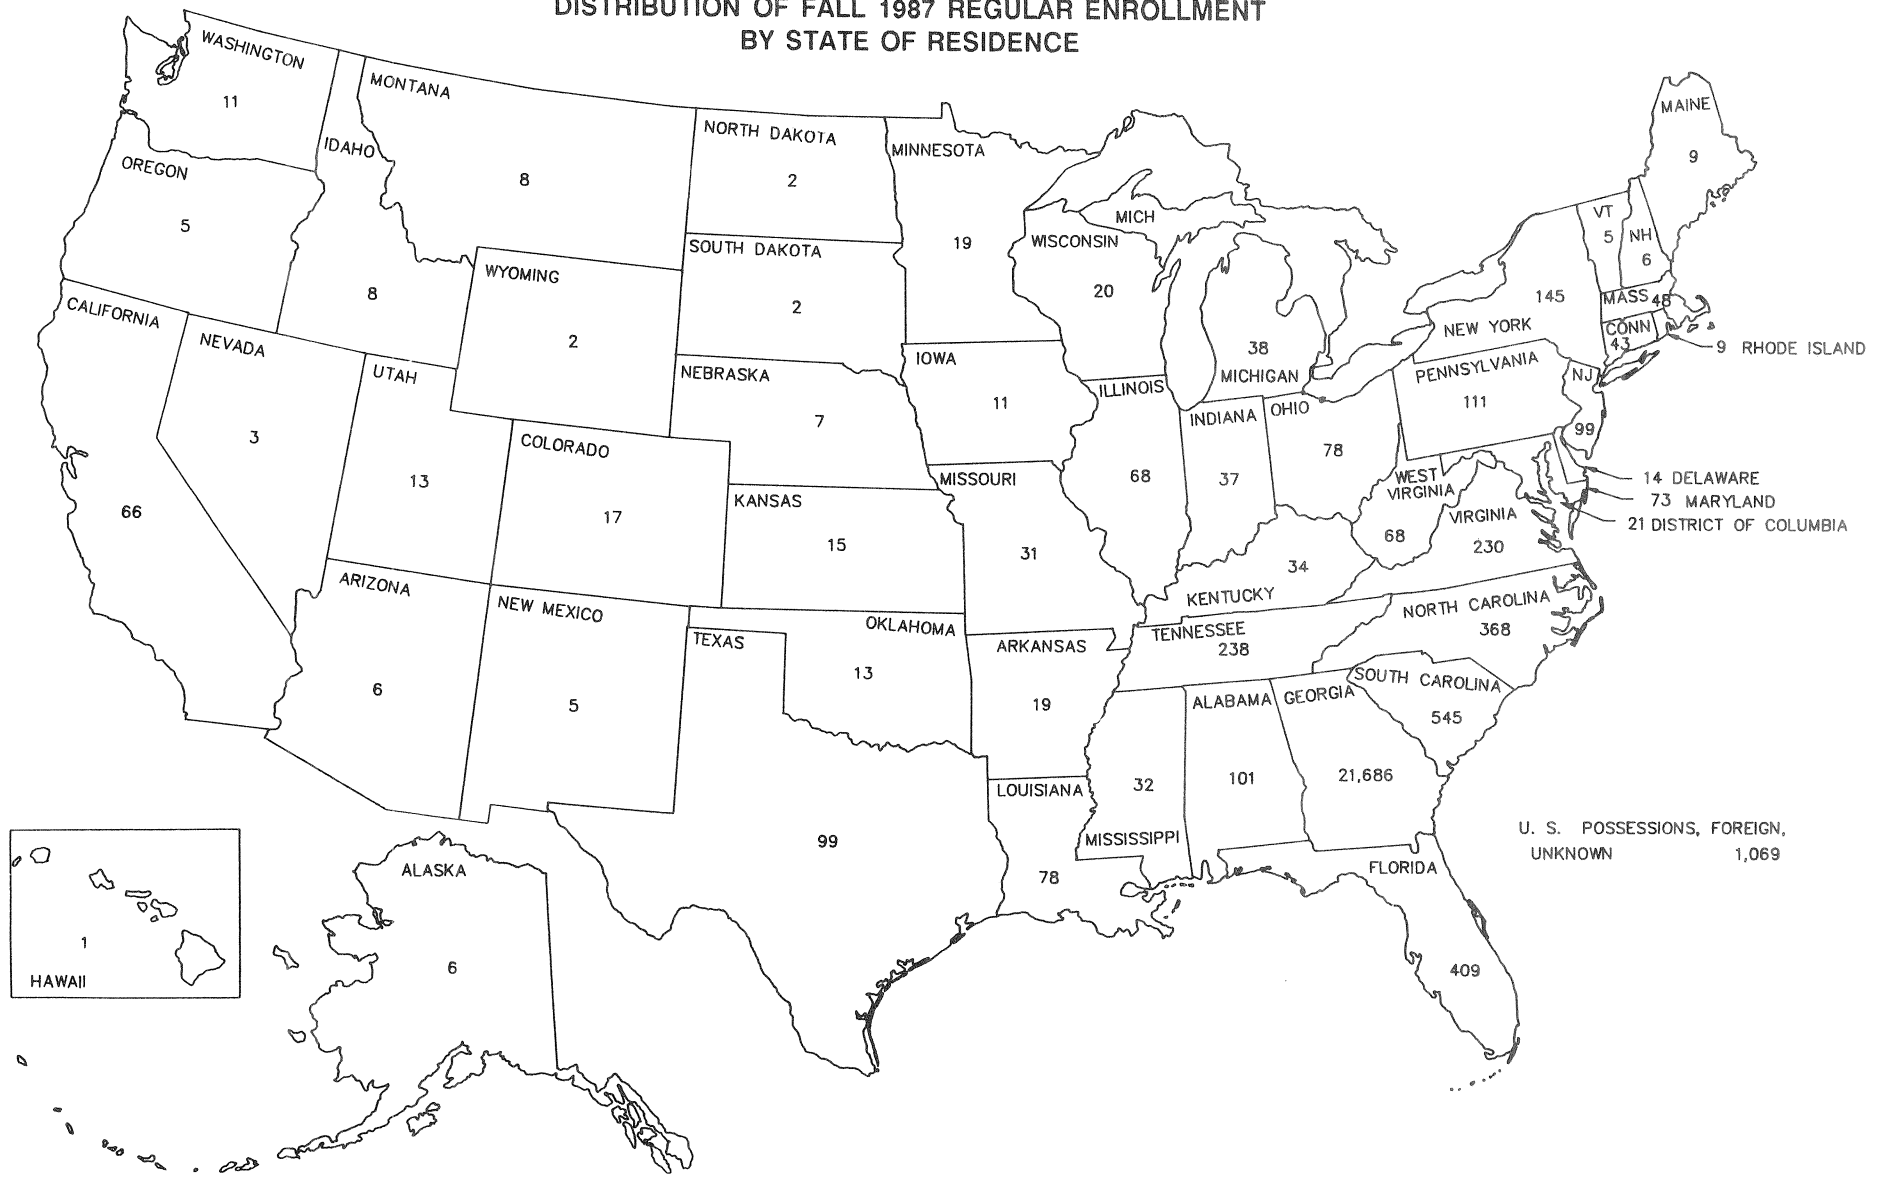 DISTRIBUTION OF FALL 1987 REGULAR ENROLLMENT
BY STATE OF RESIDENCE
WASHINGTON
11
OREGON
5
CALIFORNIA
66
IDAHO
8
NEVADA
3
MONTANA
8
WYOMING
2
UTAH
13
COLORADO
17
ARIZONA
6
NEW MEXICO
5
NORTH DAKOTA
2
SOUTH DAKOTA
2
NEBRASKA
7
KANSAS
15
OKLAHOMA
13
TEXAS
99
MINNESOTA
19
IOWA
11
MISSOURI
31
ARKANSAS
19
LOUISIANA
78
WISCONSIN
20
MICH
38
MICHIGAN
ILLINOIS
68
INDIANA
37
OHIO
78
34
KENTUCKY
TENNESSEE
238
32
MISSISSIPPI
ALABAMA
101
GEORGIA
21,686
FLORIDA
409
SOUTH CAROLINA
545
NORTH CAROLINA
368
VIRGINIA
230
WEST
VIRGINIA
68
PENNSYLVANIA
111
145
NEW YORK
NJ
99
MAINE
9
VT
5
NH
6
MASS 48
CONN
43
9 RHODE ISLAND
14 DELAWARE
73 MARYLAND
21 DISTRICT OF COLUMBIA
U. S. POSSESSIONS, FOREIGN,
UNKNOWN 1,069
ALASKA
6
1
HAWAII